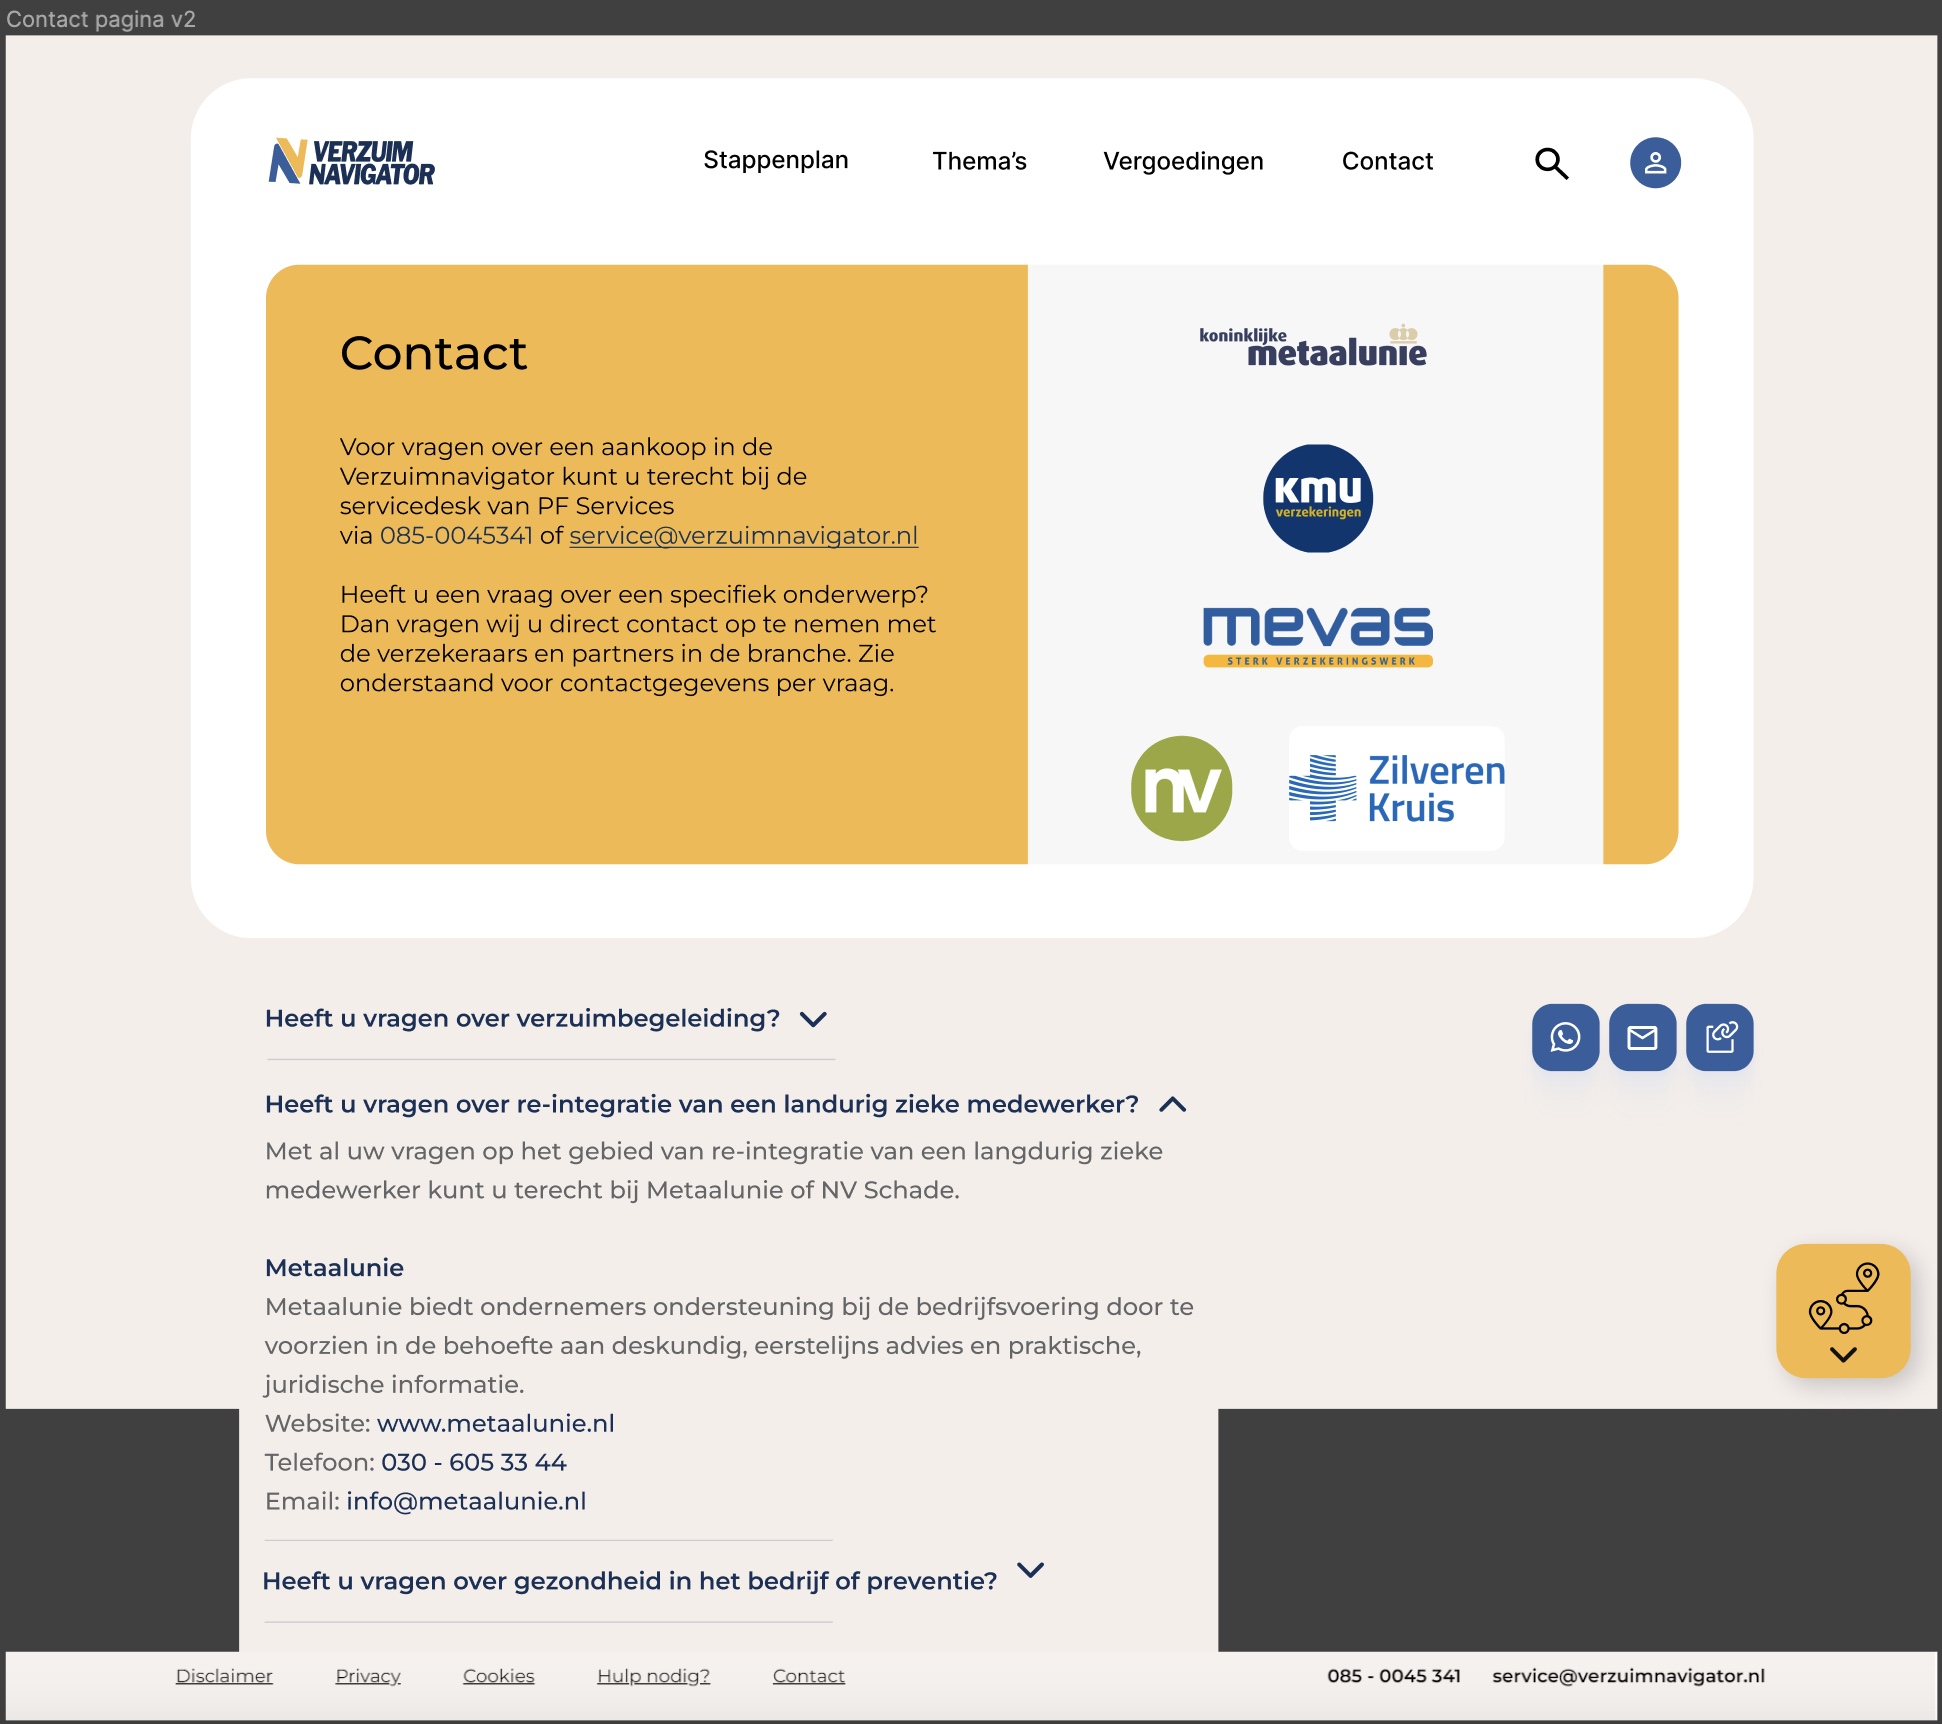 Contact pagina v2
VERZUIM
NAVIGATOR
Stappenplan
Thema's
Vergoedingen
Contact
Contact
Voor vragen over een aankoop in de
Verzuimnavigator kunt u terecht bij de
servicedesk van PF Services
via 085-0045341 of service@verzuimnavigator.nl
Heeft u een vraag over een specifiek onderwerp?
Dan vragen wij u direct contact op te nemen met
de verzekeraars en partners in de branche. Zie
onderstaand voor contactgegevens per vraag.
koninklijke
metaalunie
kmu
verzekeringen
mevas
STERK VERZEKERINGSWERK
nv
Zilveren
Kruis
Heeft u vragen over verzuimbegeleiding?
Heeft u vragen over re-integratie van een landurig zieke medewerker?
Met al uw vragen op het gebied van re-integratie van een langdurig zieke
medewerker kunt u terecht bij Metaalunie of NV Schade.
Metaalunie
Metaalunie biedt ondernemers ondersteuning bij de bedrijfsvoering door te
voorzien in de behoefte aan deskundig, eerstelijns advies en praktische,
juridische informatie.
Website: www.metaalunie.nl
Telefoon: 030 - 605 33 44
Email: info@metaalunie.nl
Heeft u vragen over gezondheid in het bedrijf of preventie?
Disclaimer
Privacy
Cookies
Hulp nodig?
Contact
085 - 0045 341
service@verzuimnavigator.nl